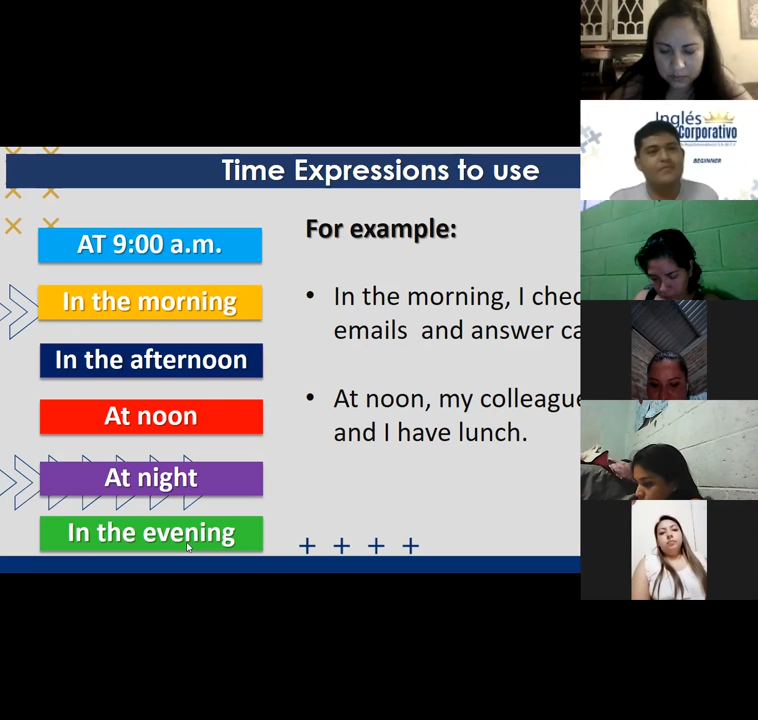 Inglés
Corporativo
BEGINNER
Time Expressions to use
AT 9:00 a.m.
In the morning
In the afternoon
At noon
At night
In the evening
For example:
• In the morning, I chec
emails and answer ca
• At noon, my colleague
and I have lunch.